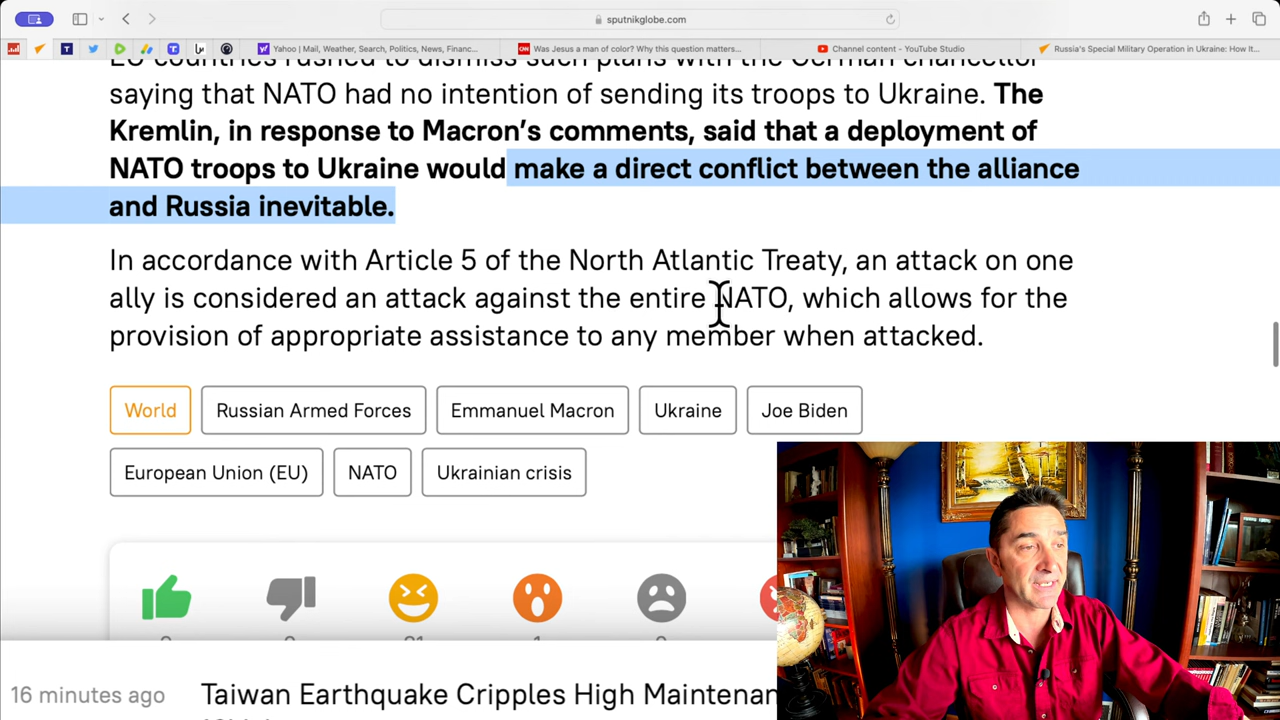 sputnikglobe.com
Yahoo | Mail, Weather, Search, Politics, News, Financ...
Was Jesus a man of color? Why this question matters...
Channel content - YouTube Studio
Russia's Special Military Operation in Ukraine: How It...
EU countries rushed to dismiss such plans with the German chancellor
saying that NATO had no intention of sending its troops to Ukraine. The
Kremlin, in response to Macron's comments, said that a deployment of
NATO troops to Ukraine would make a direct conflict between the alliance
and Russia inevitable.
In accordance with Article 5 of the North Atlantic Treaty, an attack on one
ally is considered an attack against the entire NATO, which allows for the
provision of appropriate assistance to any member when attacked.
World Russian Armed Forces Emmanuel Macron Ukraine Joe Biden
European Union (EU) NATO Ukrainian crisis
16 minutes ago Taiwan Earthquake Cripples High